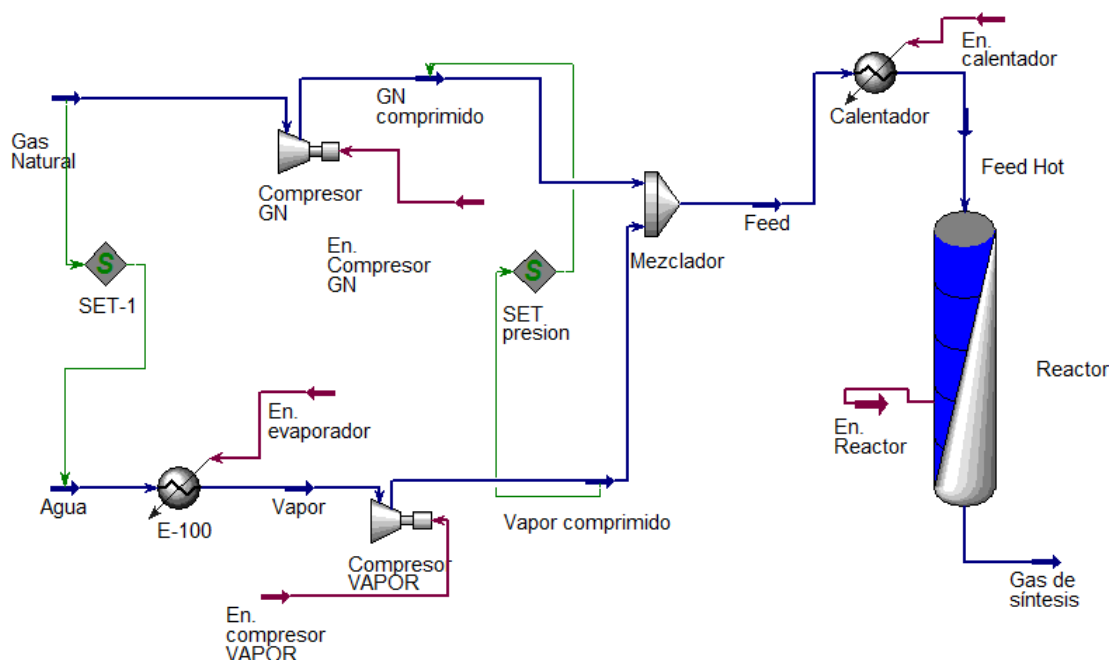 En.
calentador
GN
comprimido
Calentador
Gas
Natural
Feed Hot
Compresor
GN
Feed
Mezclador
En.
Compresor
GN
S
SET-1
S
SET
presion
Reactor
En.
evaporador
En.
Reactor
Agua
Vapor
E-100
Vapor comprimido
Compresor
VAPOR
Gas de
síntesis
En.
compresor
VAPOR